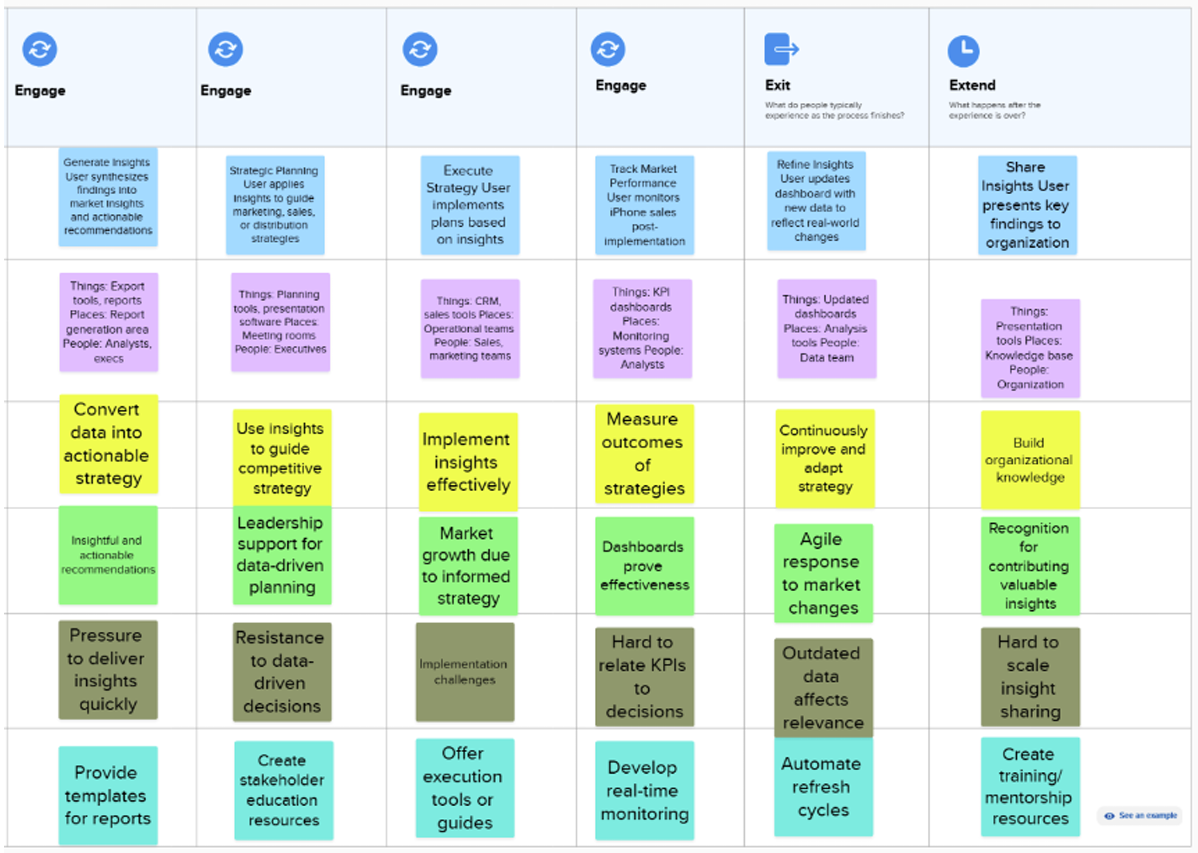 Engage
Engage
Engage
Engage
Exit
What do people typically
experience as the process finishes?
Extend
What happens after the
experience is over?
Generate Insights
User synthesizes
findings into
market insights
and actionable
recommendations
Strategic Planning
User applies
insights to guide
marketing, sales,
or distribution
strategies
Execute
Strategy User
implements
plans based
on insights
Track Market
Performance
User monitors
iPhone sales
post-
implementation
Refine Insights
User updates
dashboard with
new data to
reflect real-world
changes
Share
Insights User
presents key
findings to
organization
Things: Export
tools, reports
Places: Report
generation area
People: Analysts,
execs
Things: Planning
tools, presentation
software Places:
Meeting rooms
People: Executives
Things: CRM,
sales tools Places:
Operational teams
People: Sales,
marketing teams
Things: KPI
dashboards
Places:
Monitoring
systems People:
Analysts
Things: Updated
dashboards
Places: Analysis
tools People:
Data team
Things:
Presentation
tools Places:
Knowledge base
People:
Organization
Convert
data into
actionable
strategy
Use insights
to guide
competitive
strategy
Implement
insights
effectively
Measure
outcomes
of
strategies
Continuously
improve and
adapt
strategy
Build
organizational
knowledge
Insightful and
actionable
recommendations
Leadership
support for
data-driven
planning
Market
growth due
to informed
strategy
Dashboards
prove
effectiveness
Agile
response
to market
changes
Recognition
for
contributing
valuable
insights
Pressure
to deliver
insights
quickly
Resistance
to data-
driven
decisions
Implementation
challenges
Hard to
relate KPIs
to
decisions
Outdated
data
affects
relevance
Hard to
scale
insight
sharing
Provide
templates
for reports
Create
stakeholder
education
resources
Offer
execution
tools or
guides
Develop
real-time
monitoring
Automate
refresh
cycles
Create
training/
mentorship
resources
See an example